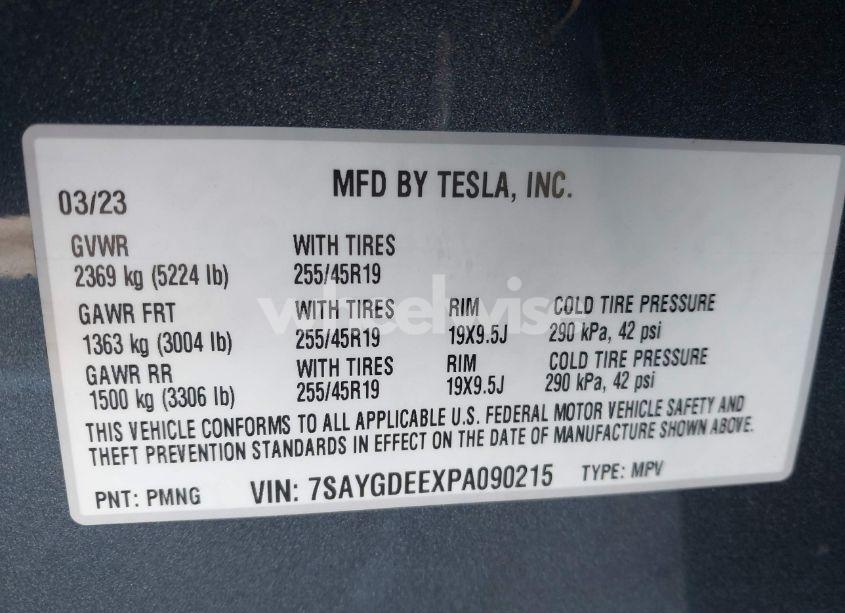 MFD BY TESLA, INC.
03/23
GVWR WITH TIRES
2369 kg (5224 lb) 255/45R19
GAWR FRT WITH TIRES RIM COLD TIRE PRESSURE
1363 kg (3004 lb) 255/45R19 19X9.5J 290 kPa, 42 psi
GAWR RR WITH TIRES RIM COLD TIRE PRESSURE
1500 kg (3306 lb) 255/45R19 19X9.5J 290 kPa, 42 psi
THIS VEHICLE CONFORMS TO ALL APPLICABLE U.S. FEDERAL MOTOR VEHICLE SAFETY AND
THEFT PREVENTION STANDARDS IN EFFECT ON THE DATE OF MANUFACTURE SHOWN ABOVE.
PNT: PMNG VIN: 7SAYGDEEXPA090215 TYPE: MPV